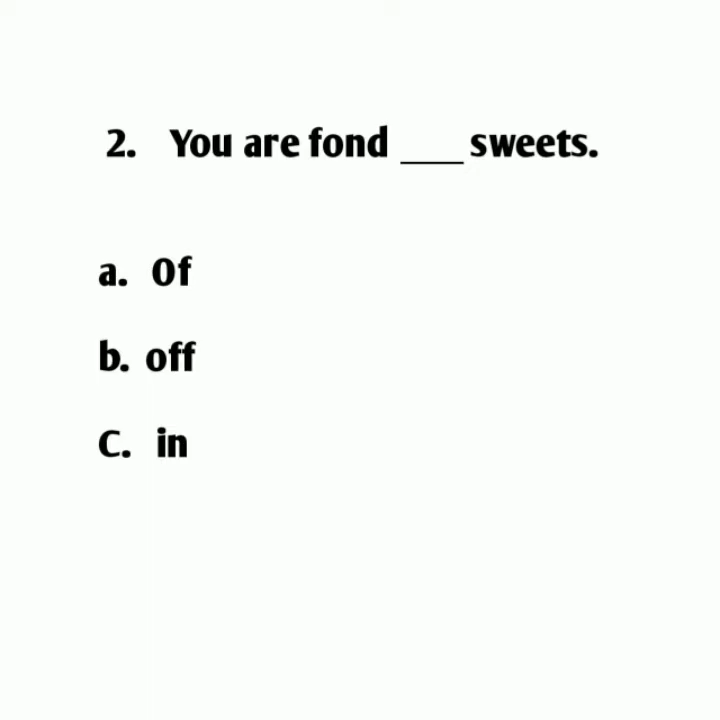 2. You are fond ___ sweets.
a. Of
b. off
C. in